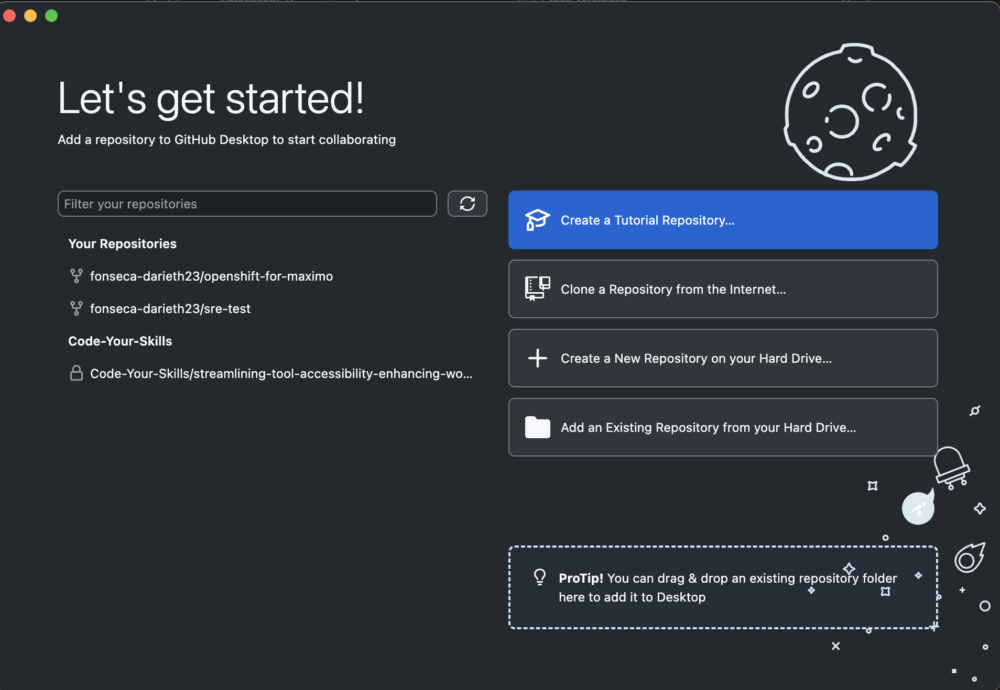 Let's get started!
Add a repository to GitHub Desktop to start collaborating
Filter your repositories
Your Repositories
fonseca-darieth23/openshift-for-maximo
fonseca-darieth23/sre-test
Code-Your-Skills
Code-Your-Skills/streamlining-tool-accessibility-enhancing-wo...
Create a Tutorial Repository...
Clone a Repository from the Internet...
Create a New Repository on your Hard Drive...
Add an Existing Repository from your Hard Drive...
ProTip! You can drag & drop an existing repository folder
here to add it to Desktop